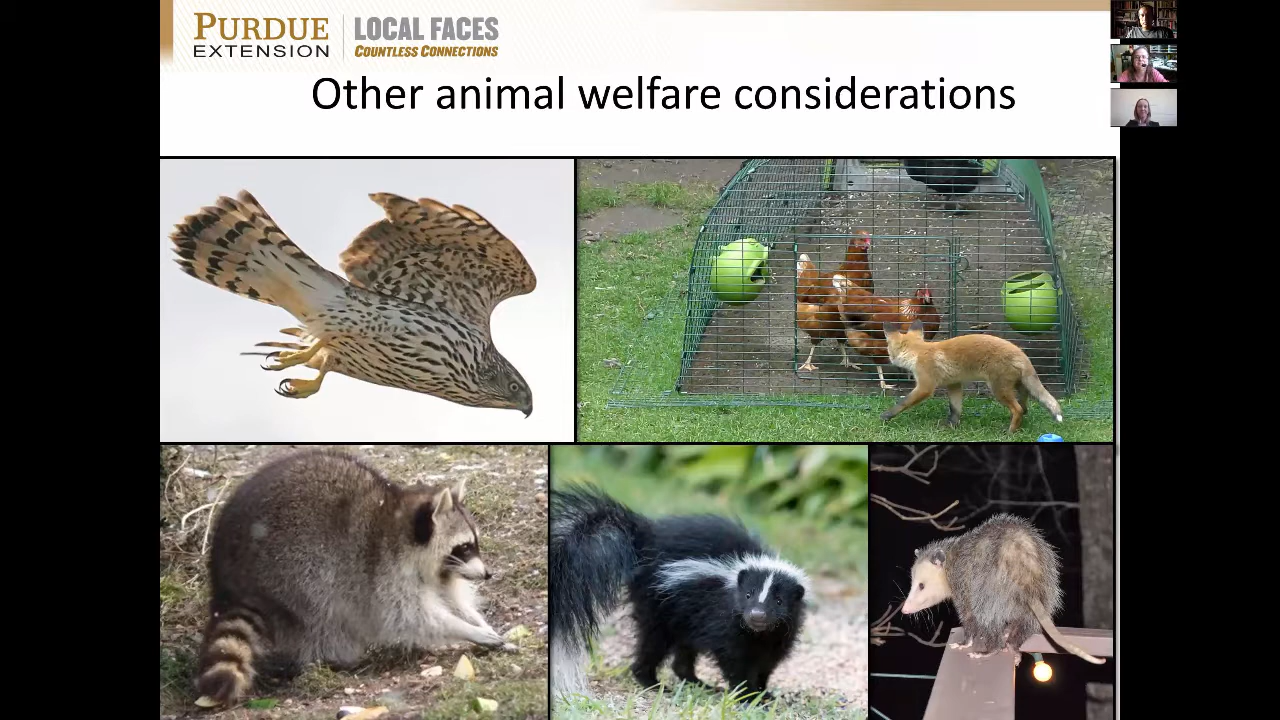 PURDUE
EXTENSION
LOCAL FACES
COUNTLESS CONNECTIONS
Other animal welfare considerations